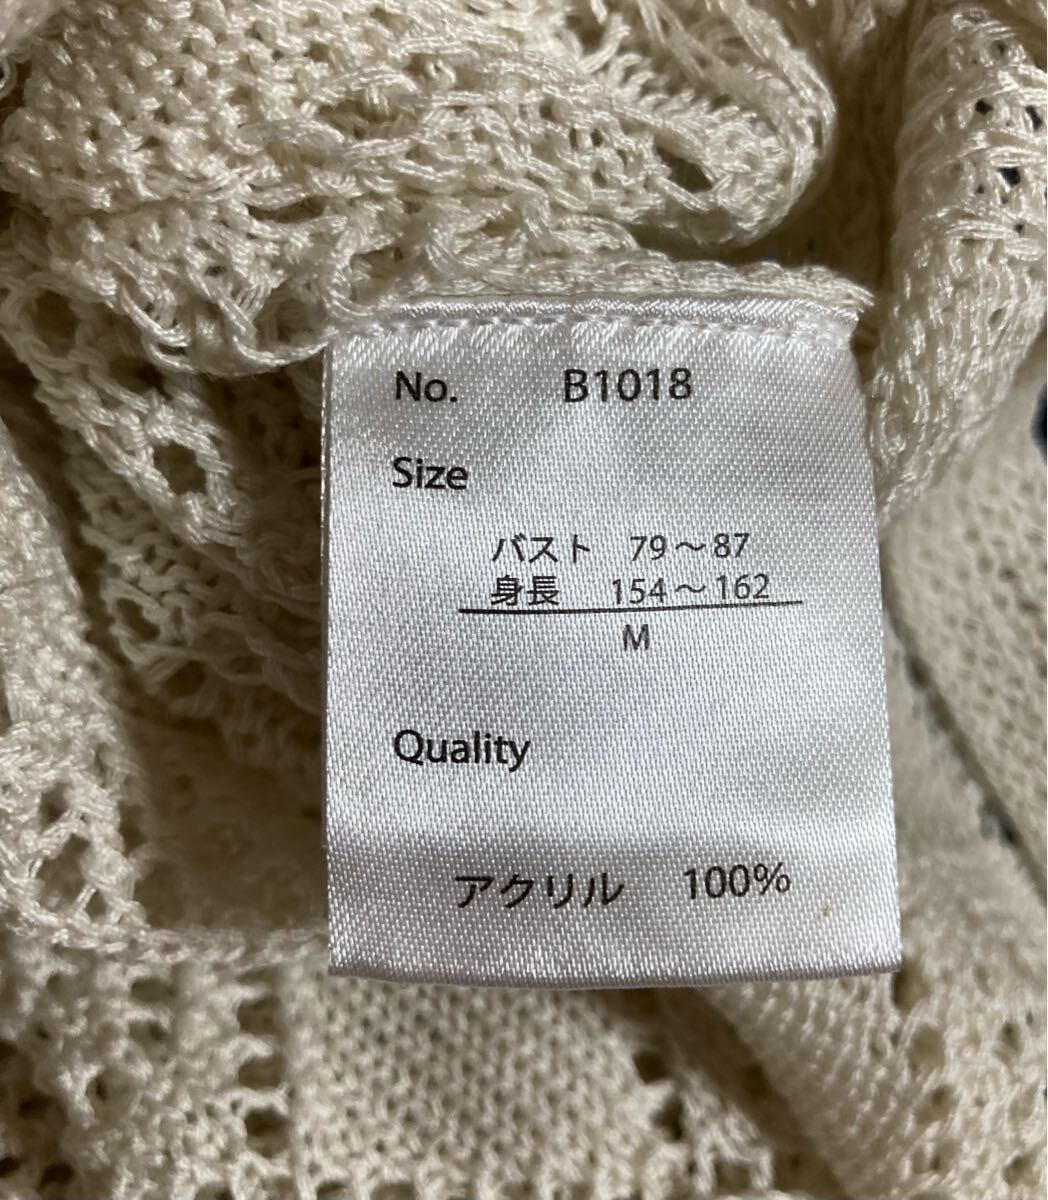 No. B1018
Size
バスト 79～87
身長 154～162
M
Quality
アクリル 100%